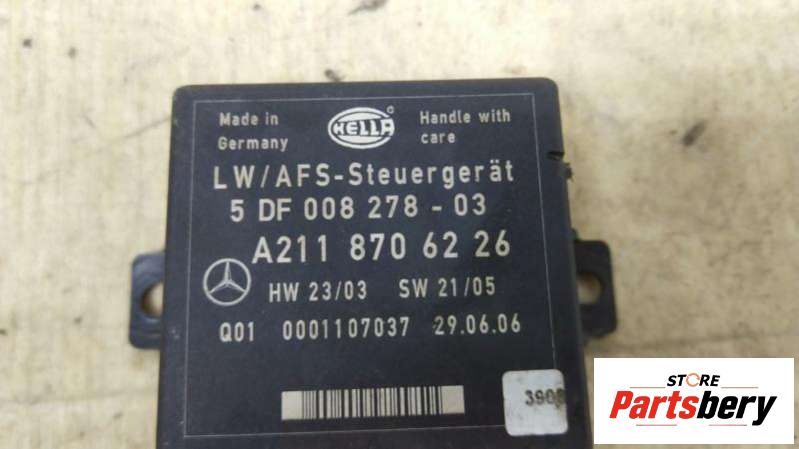 Made in
Germany
HELLA
©
Handle with
care
LW/AFS-Steuergerät
5 DF 008 278 - 03
A211 870 62 26
HW 23/03 SW 21/05
Q01 0001107037 29.06.06
STORE
Partsbery